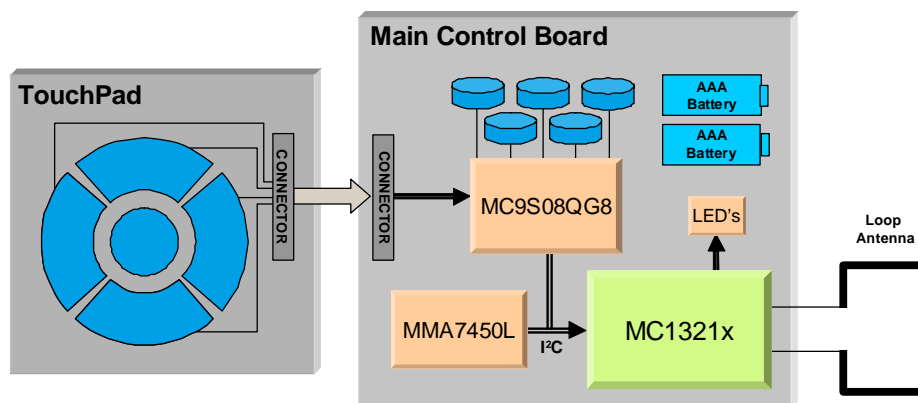 Main Control Board
TouchPad
AAA
Battery
AAA
Battery
CONNECTOR
CONNECTOR
MC9S08QG8
LED's
Loop
Antenna
MMA7450L
I²C
MC1321x